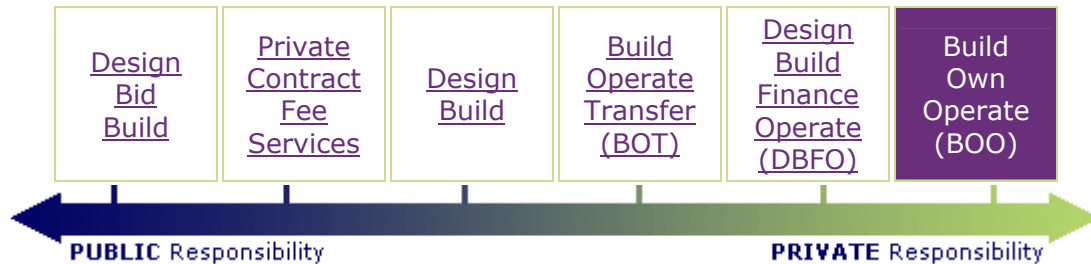 Design
Bid
Build
Private
Contract
Fee
Services
Design
Build
Build
Operate
Transfer
(BOT)
Design
Build
Finance
Operate
(DBFO)
Build
Own
Operate
(BOO)
PUBLIC Responsibility
PRIVATE Responsibility